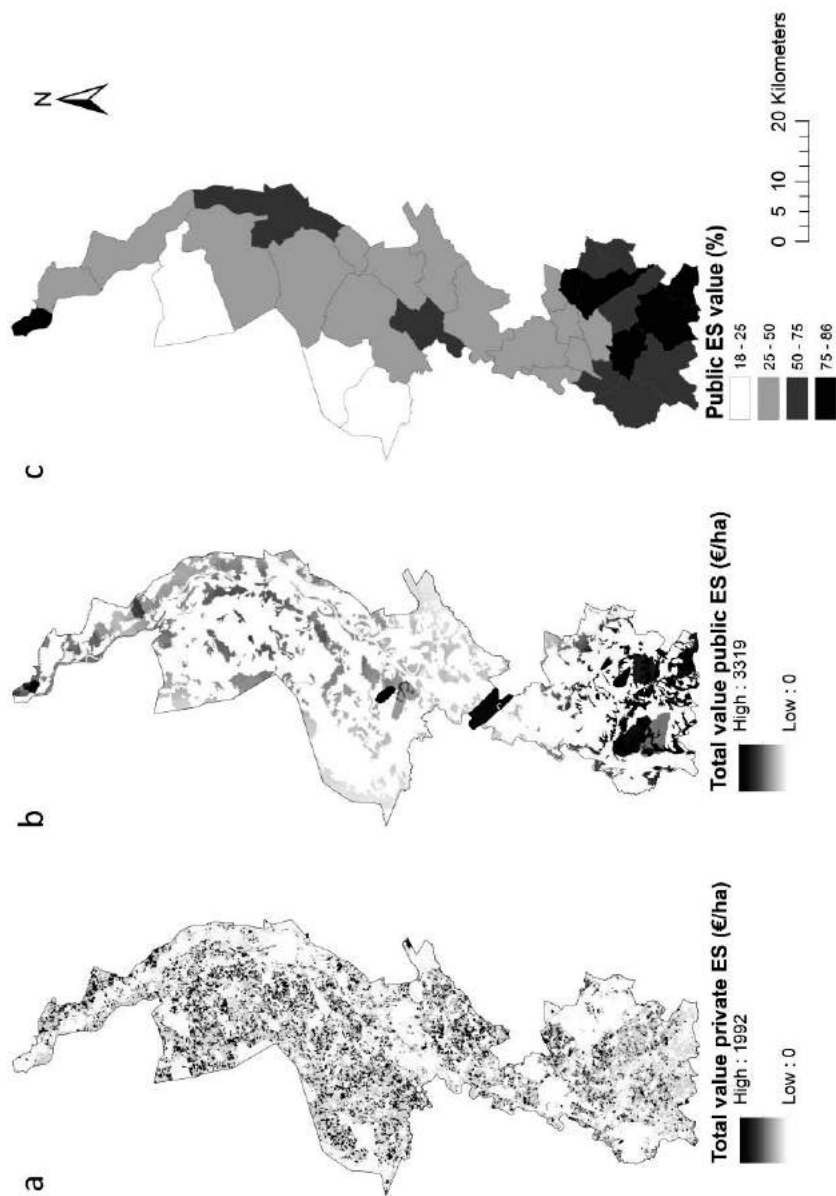 a
Total value private ES (€/ha)
High : 1992
Low : 0
b
Total value public ES (€/ha)
High : 3319
Low : 0
c
N
Public ES value (%)
18 - 25
25 - 50
50 - 75
75 - 86
0 5 10 20 Kilometers